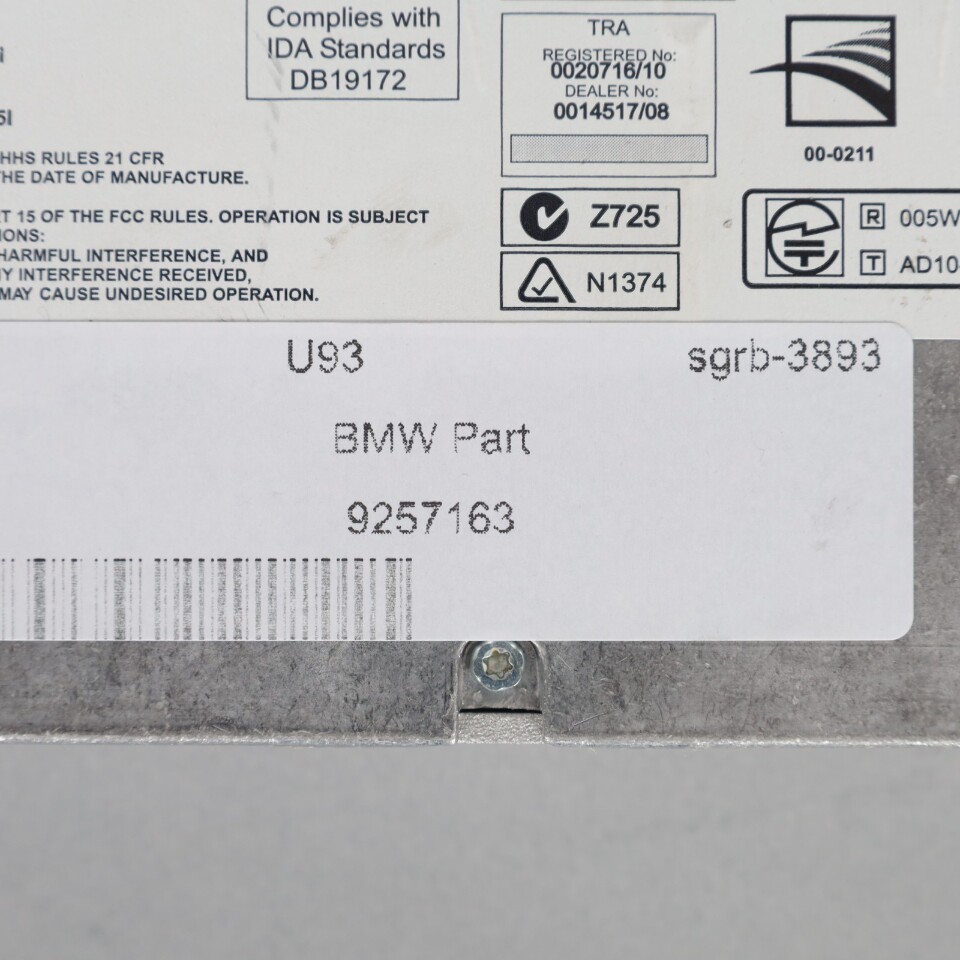 Complies with
IDA Standards
DB19172
TRA
REGISTERED No:
0020716/10
DEALER No:
0014517/08
00-0211
5I
HHS RULES 21 CFR
THE DATE OF MANUFACTURE.
Z725
R 005W
T 15 OF THE FCC RULES. OPERATION IS SUBJECT
IONS:
HARMFUL INTERFERENCE, AND
Y INTERFERENCE RECEIVED,
MAY CAUSE UNDESIRED OPERATION.
N1374
T AD10
U93
sgrb-3893
BMW Part
9257163